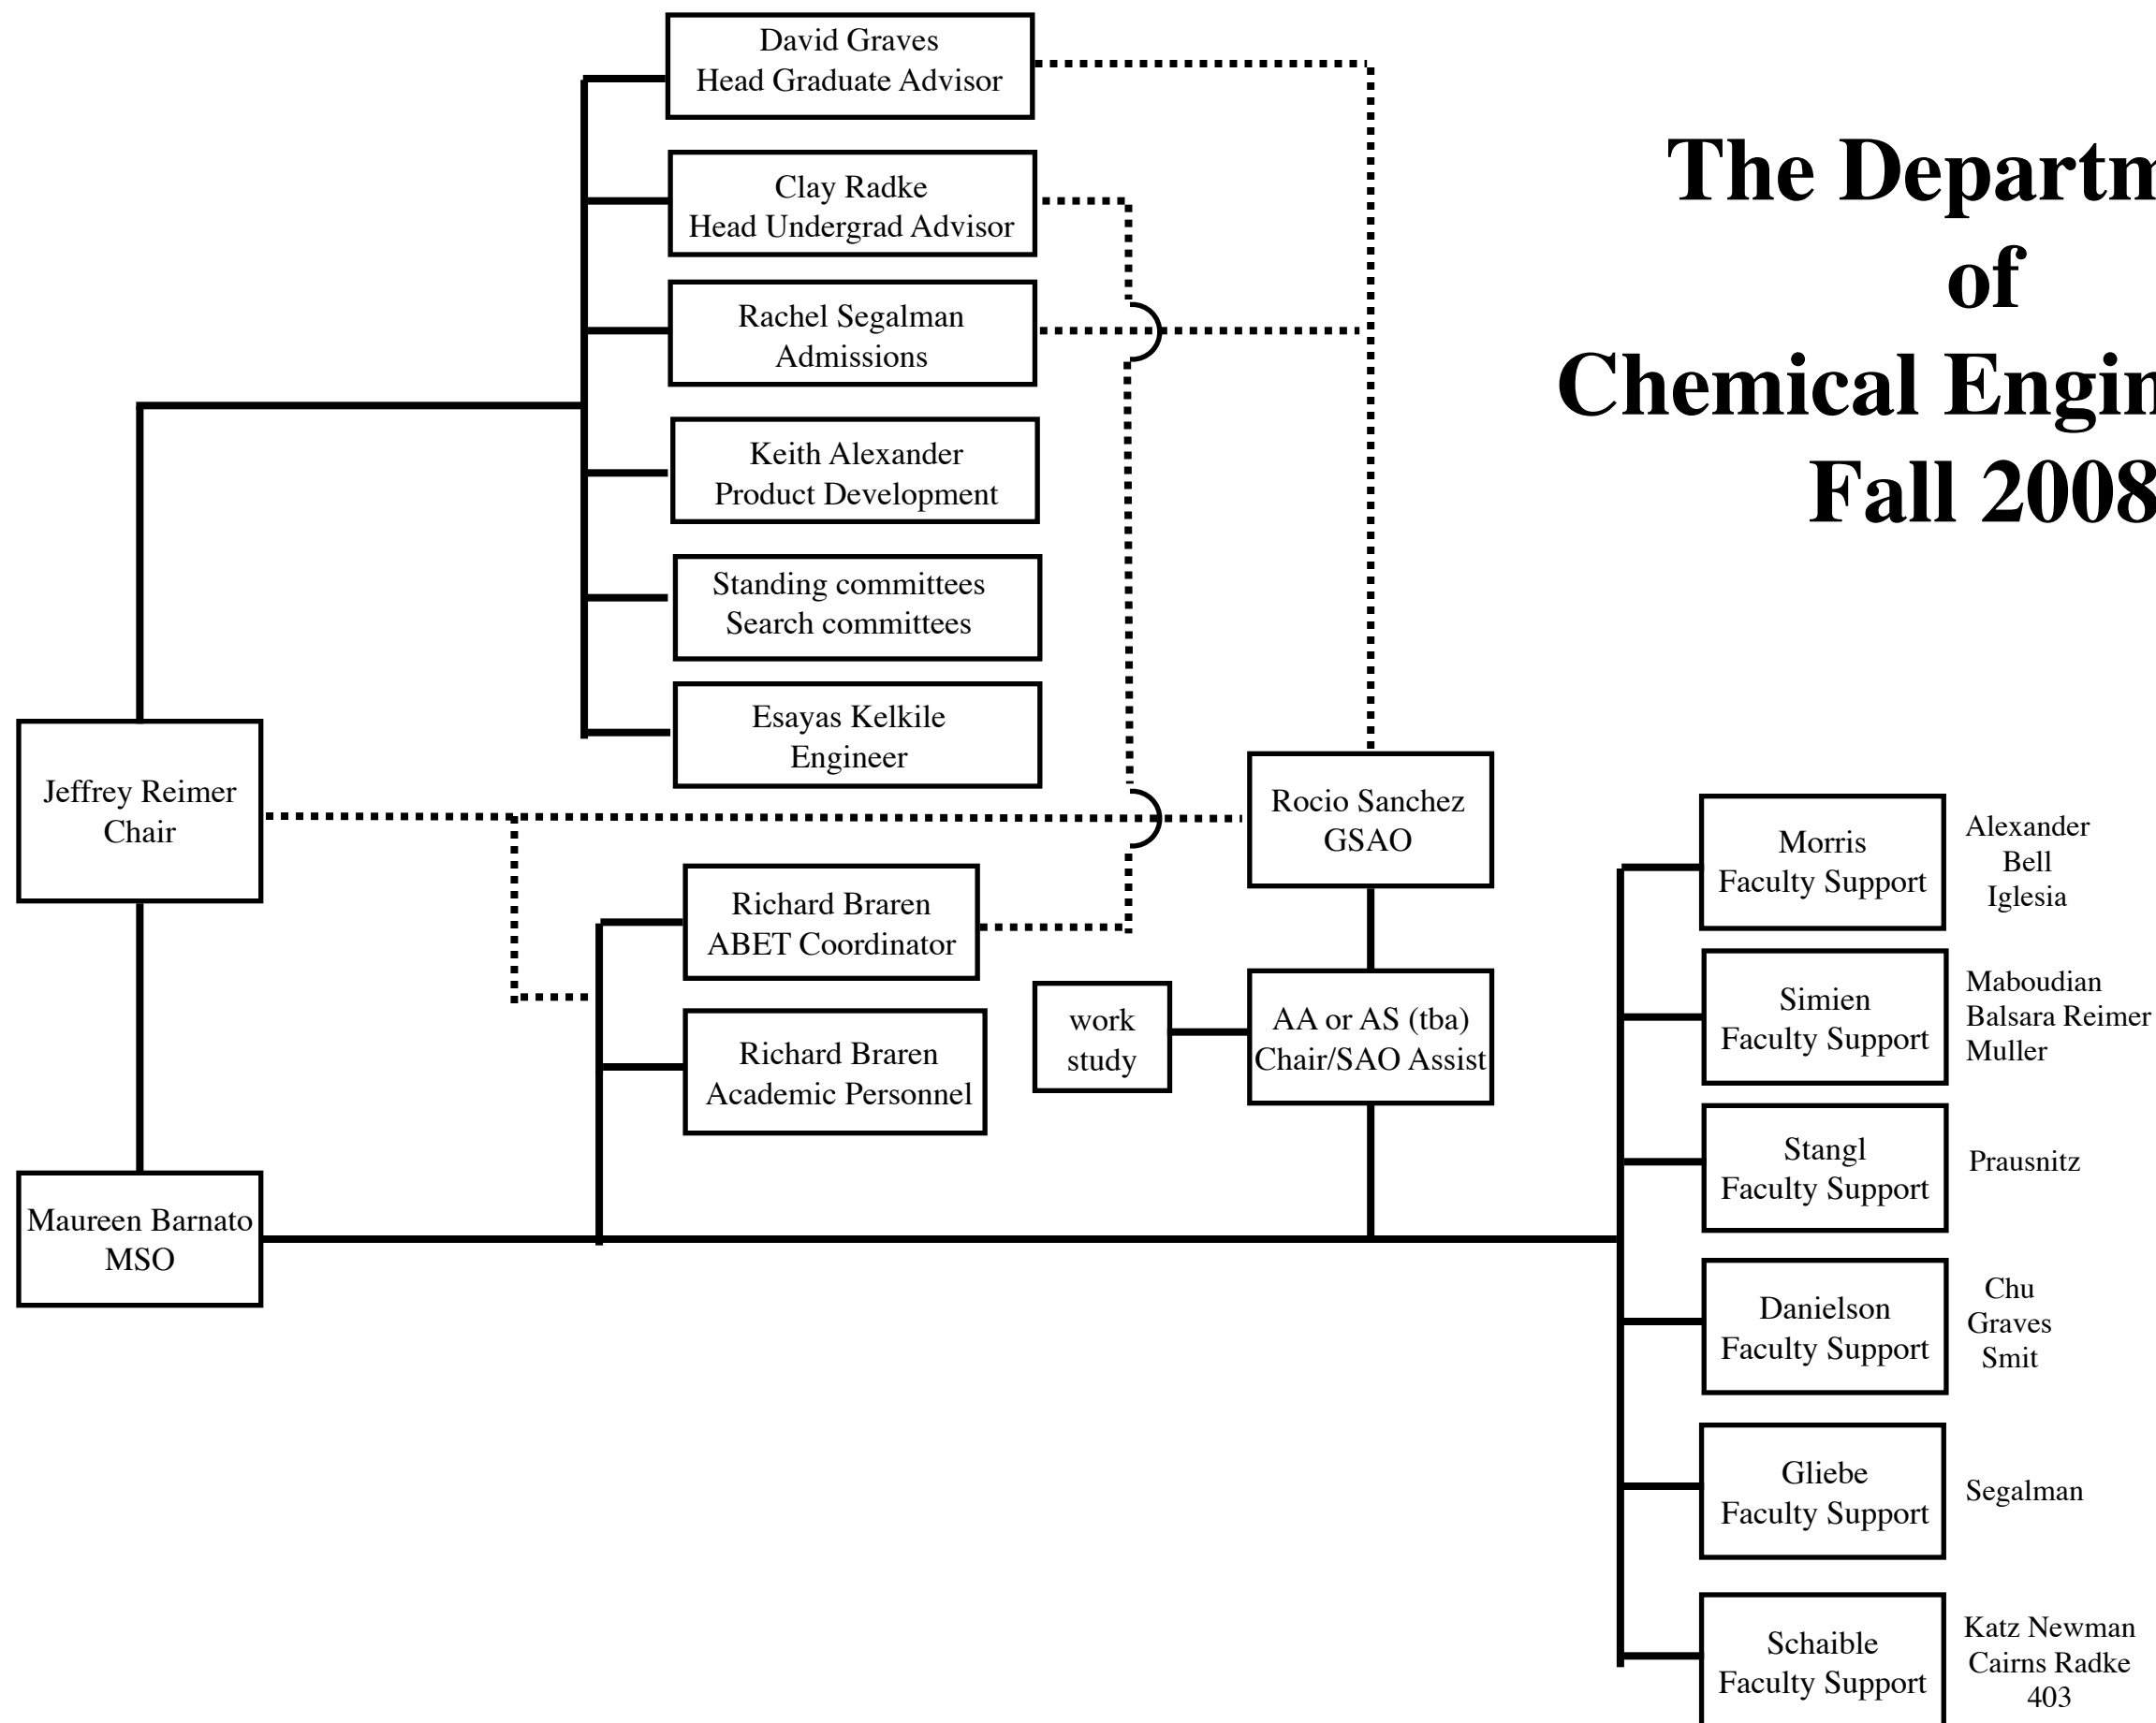 David Graves
Head Graduate Advisor
Clay Radke
Head Undergrad Advisor
Rachel Segalman
Admissions
Keith Alexander
Product Development
Standing committees
Search committees
Esayas Kelkile
Engineer
The Departm
of
Chemical Engin
Fall 2008
Jeffrey Reimer
Chair
Rocio Sanchez
GSAO
Richard Braren
ABET Coordinator
Richard Braren
Academic Personnel
work
study
AA or AS (tba)
Chair/SAO Assist
Maureen Barnato
MSO
Morris
Faculty Support
Alexander
Bell
Iglesia
Simien
Faculty Support
Maboudian
Balsara Reimer
Muller
Stangl
Faculty Support
Prausnitz
Danielson
Faculty Support
Chu
Graves
Smit
Gliebe
Faculty Support
Segalman
Schaible
Faculty Support
Katz Newman
Cairns Radke
403